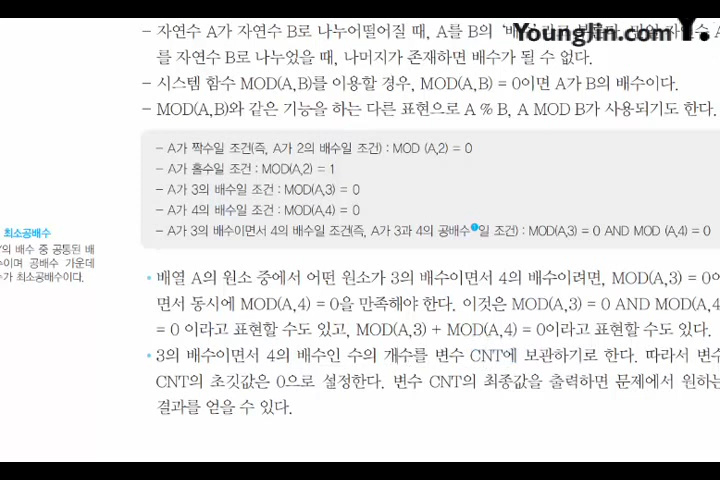 YoungJin.com Y.
– 자연수 A가 자연수 B로 나누어떨어질 때, A를 B의
를 자연수 B로 나누었을 때, 나머지가 존재하면 배수가 될 수 없다.
– 시스템 함수 MOD(A,B)를 이용할 경우, MOD(A,B) = 0이면 A가 B의 배수이다.
– MOD(A,B)와 같은 기능을 하는 다른 표현으로 A % B, A MOD B가 사용되기도 한다.
– A가 짝수일 조건(즉, A가 2의 배수일 조건) : MOD (A,2) = 0
– A가 홀수일 조건 : MOD(A,2) = 1
– A가 3의 배수일 조건 : MOD(A,3) = 0
– A가 4의 배수일 조건 : MOD(A,4) = 0
– A가 3의 배수이면서 4의 배수일 조건(즉, A가 3과 4의 공배수❶일 조건) : MOD(A,3) = 0 AND MOD (A,4) = 0
최소공배수
의 배수 중 공통된 배
이며 공배수 가운데
가 최소공배수이다.
• 배열 A의 원소 중에서 어떤 원소가 3의 배수이면서 4의 배수이려면, MOD(A,3) = 0이
면서 동시에 MOD(A,4) = 0을 만족해야 한다. 이것은 MOD(A,3) = 0 AND MOD(A,4
= 0 이라고 표현할 수도 있고, MOD(A,3) + MOD(A,4) = 0이라고 표현할 수도 있다.
• 3의 배수이면서 4의 배수인 수의 개수를 변수 CNT에 보관하기로 한다. 따라서 변수
CNT의 초깃값은 0으로 설정한다. 변수 CNT의 최종값을 출력하면 문제에서 원하는
결과를 얻을 수 있다.